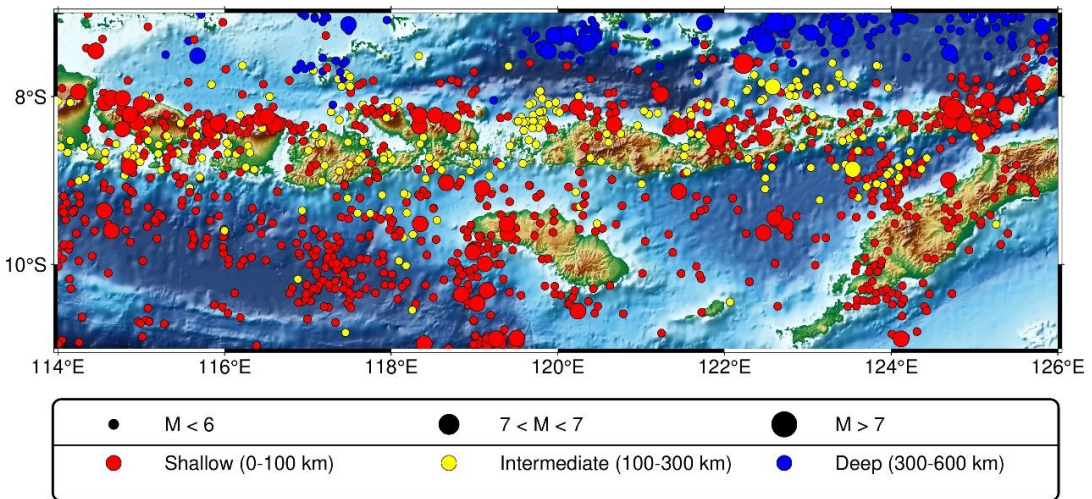 8°S
10°S
114°E 116°E 118°E 120°E 122°E 124°E 126°E
M < 6 7 < M < 7 M > 7
Shallow (0-100 km) Intermediate (100-300 km) Deep (300-600 km)